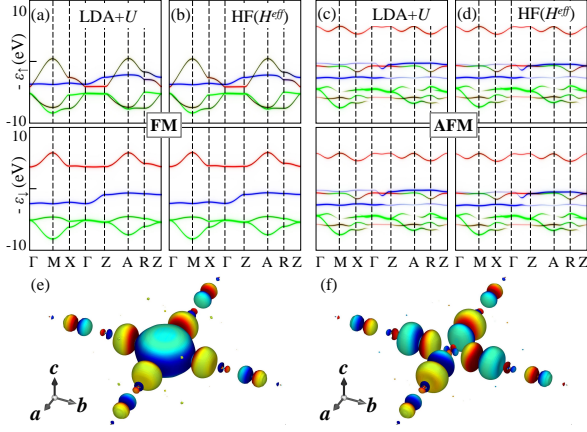 (a) LDA+U (b) HF(H^eff) (c) LDA+U (d) HF(H^eff)
10
ε↑(eV)
-10
FM AFM
10
ε↓(eV)
-10
Γ M X Γ Z A R Z Γ M X Γ Z A R Z Γ M X Γ Z A R Z Γ M X Γ Z A R Z
(e) (f)
c c
a b a b